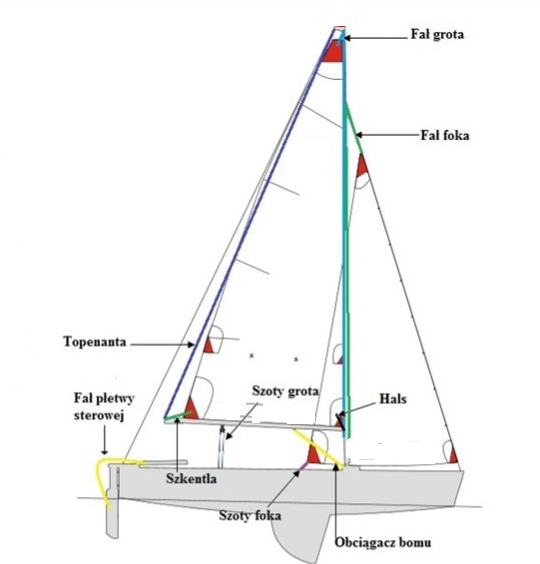 Fał grota
Fał foka
Topenanta
Szoty grota
Hals
Fał płetwy
sterowej
Szkentla
Szoty foka
Obciągacz bomu